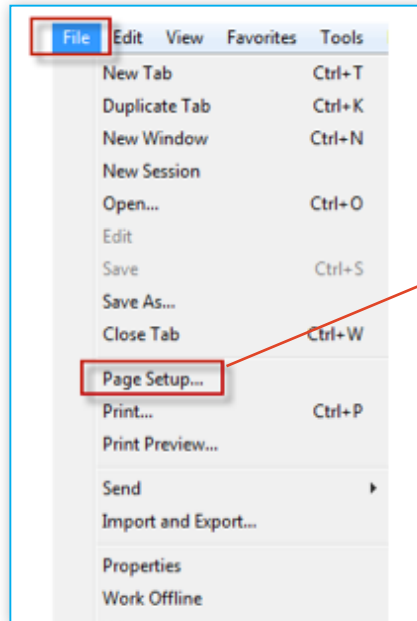 File Edit View Favorites Tools
New Tab Ctrl+T
Duplicate Tab Ctrl+K
New Window Ctrl+N
New Session
Open... Ctrl+O
Edit
Save Ctrl+S
Save As...
Close Tab Ctrl+W
Page Setup...
Print... Ctrl+P
Print Preview...
Send
Import and Export...
Properties
Work Offline